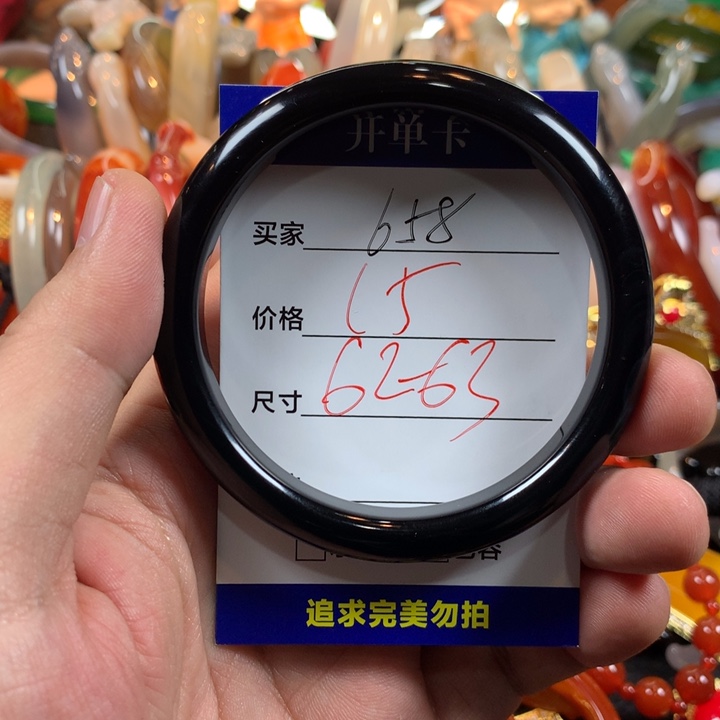 开单卡
买家 658
价格 15
尺寸 62-63
追求完美勿拍